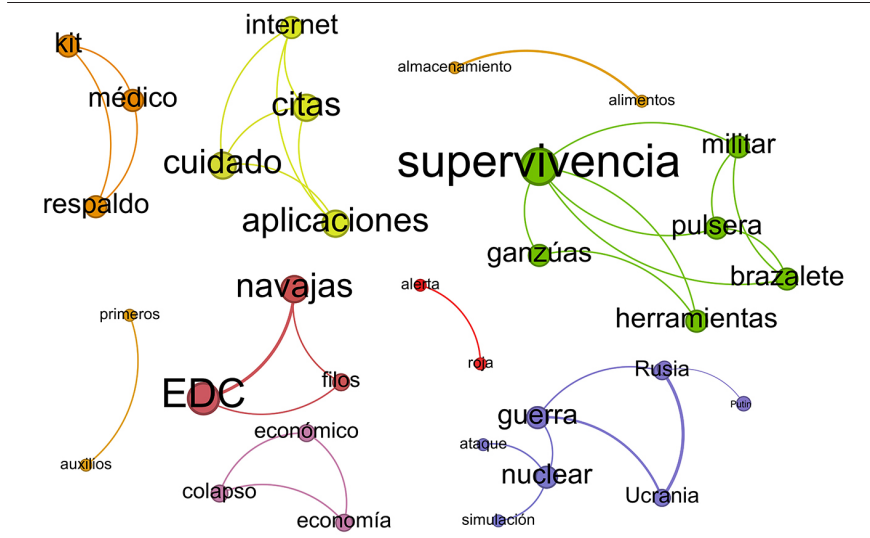 kit
médico
respaldo
internet
citas
cuidado
aplicaciones
almacenamiento
alimentos
supervivencia
militar
pulsera
ganzúas
brazalete
herramientas
primeros
auxilios
navajas
EDC
filos
alerta
roja
económico
colapso
economía
Rusia
Putin
guerra
ataque
nuclear
Ucrania
simulación